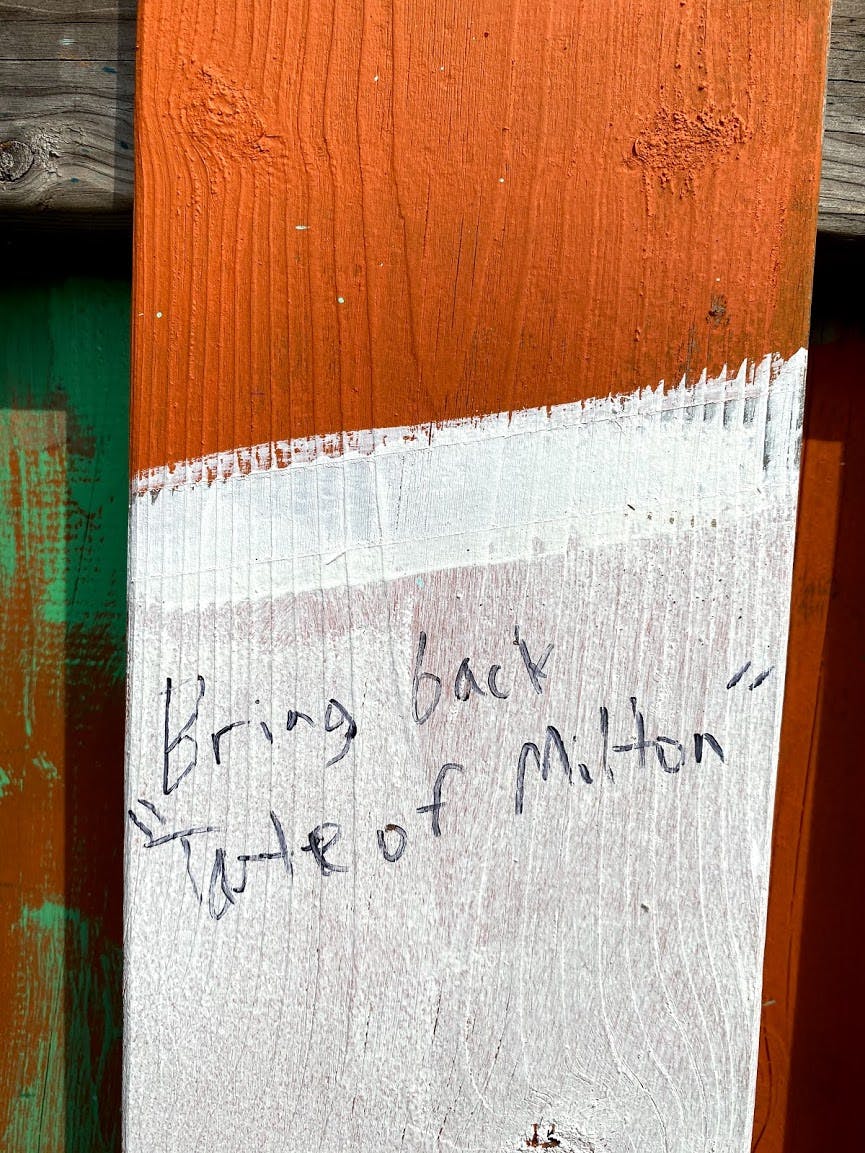 Bring back
"Taste of Milton"